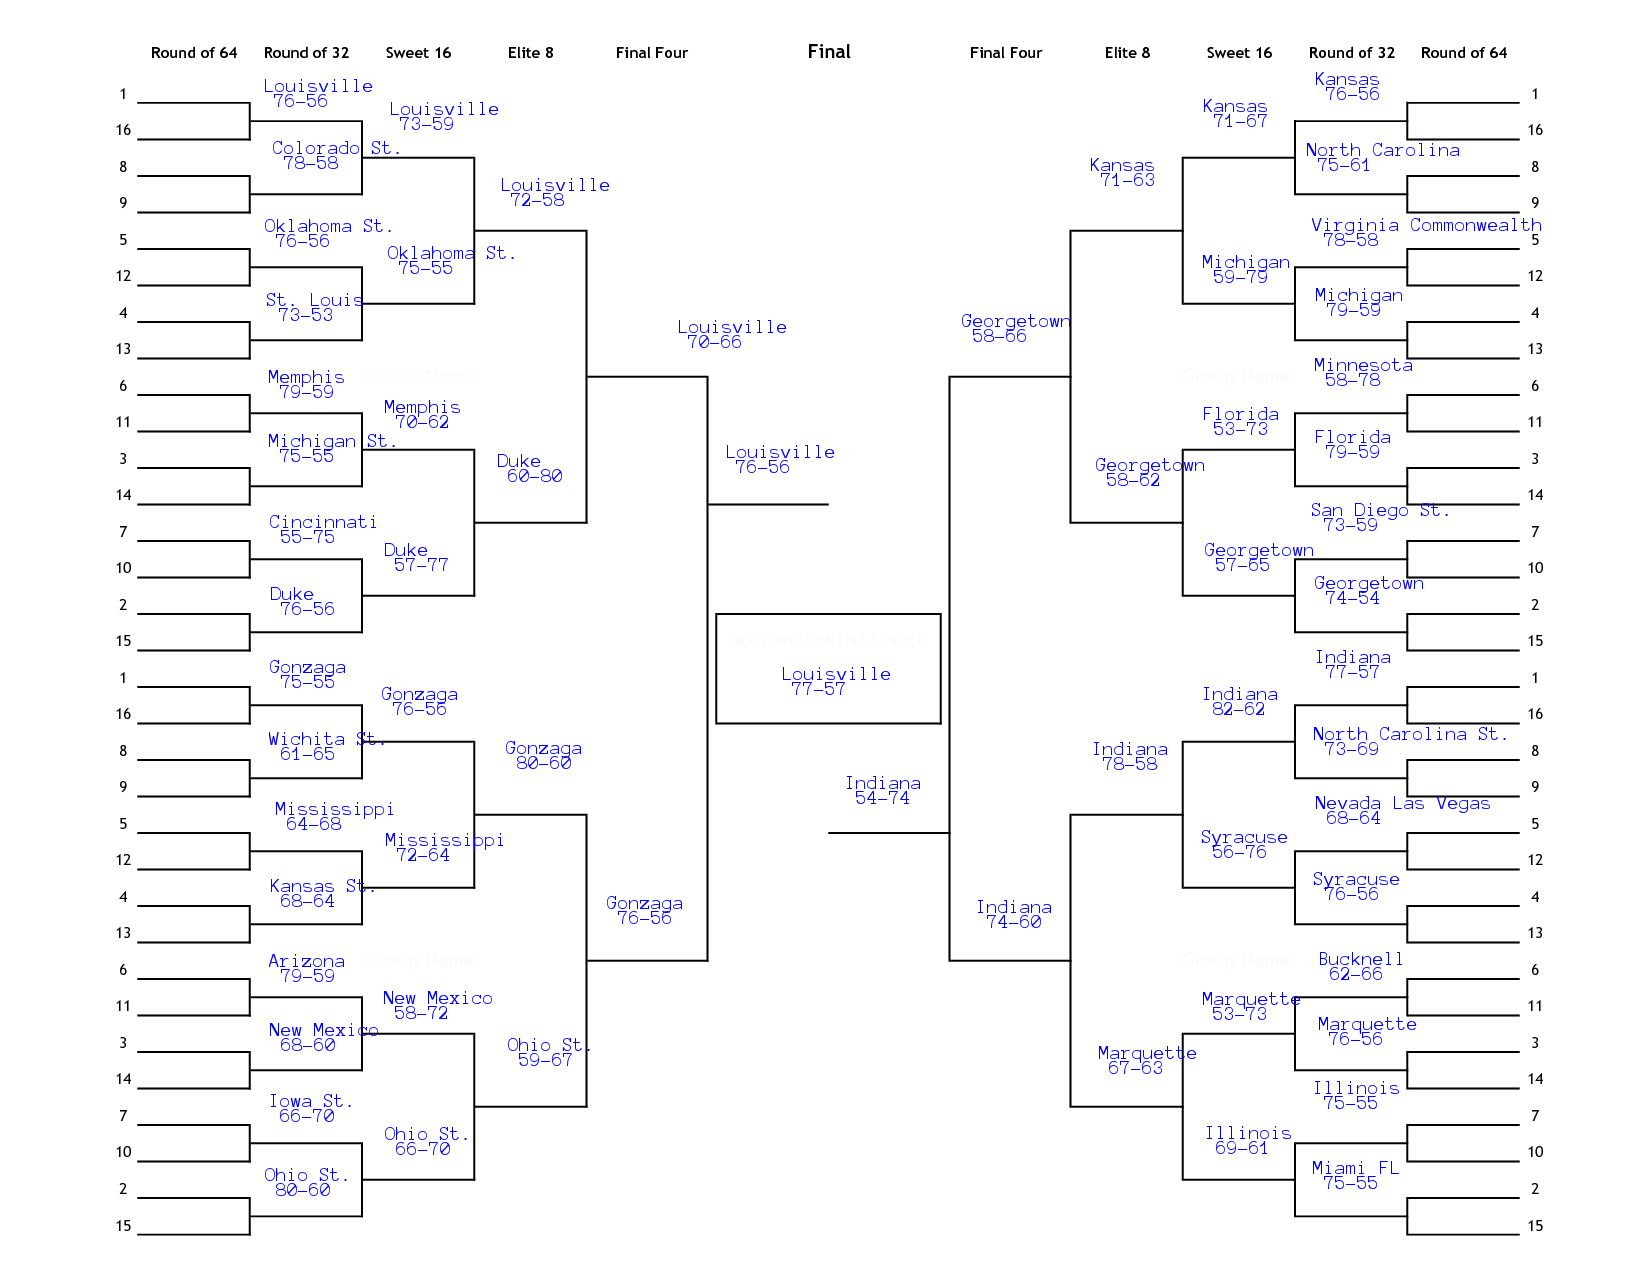 Round of 64 Round of 32 Sweet 16 Elite 8 Final Four Final Final Four Elite 8 Sweet 16 Round of 32 Round of 64
1
16
8
9
5
12
4
13
6
11
3
14
7
10
2
15
1
16
8
9
5
12
4
13
6
11
3
14
7
10
2
15
Louisville
76-56
Colorado St.
78-58
Oklahoma St.
76-56
St. Louis
73-53
Memphis
79-59
Michigan St.
75-55
Cincinnati
55-75
Duke
76-56
Gonzaga
75-55
Wichita St.
61-65
Mississippi
64-68
Kansas St.
68-64
Arizona
79-59
New Mexico
68-60
Iowa St.
66-70
Ohio St.
80-60
Louisville
73-59
Oklahoma St.
75-55
Group Name
Memphis
70-62
Duke
57-77
Gonzaga
76-56
Mississippi
72-64
Group Name
New Mexico
58-72
Ohio St.
66-70
Louisville
72-58
Duke
60-80
Gonzaga
80-60
Ohio St.
59-67
Louisville
70-66
Gonzaga
76-56
Louisville
76-56
MOST INFLUENTIAL LEADER
Louisville
77-57
Indiana
54-74
Georgetown
58-66
Indiana
74-60
Kansas
71-63
Georgetown
58-62
Indiana
78-58
Marquette
67-63
Kansas
71-67
Michigan
59-79
Group Name
Florida
53-73
Georgetown
57-65
Indiana
82-62
Syracuse
56-76
Group Name
Marquette
53-73
Illinois
69-61
Kansas
76-56
North Carolina
75-61
Virginia Commonwealth
78-58
Michigan
79-59
Minnesota
58-78
Florida
79-59
San Diego St.
73-59
Georgetown
74-54
Indiana
77-57
North Carolina St.
73-69
Nevada Las Vegas
68-64
Syracuse
76-56
Bucknell
62-66
Marquette
76-56
Illinois
75-55
Miami FL
75-55
1
16
8
9
5
12
4
13
6
11
3
14
7
10
2
15
1
16
8
9
5
12
4
13
6
11
3
14
7
10
2
15